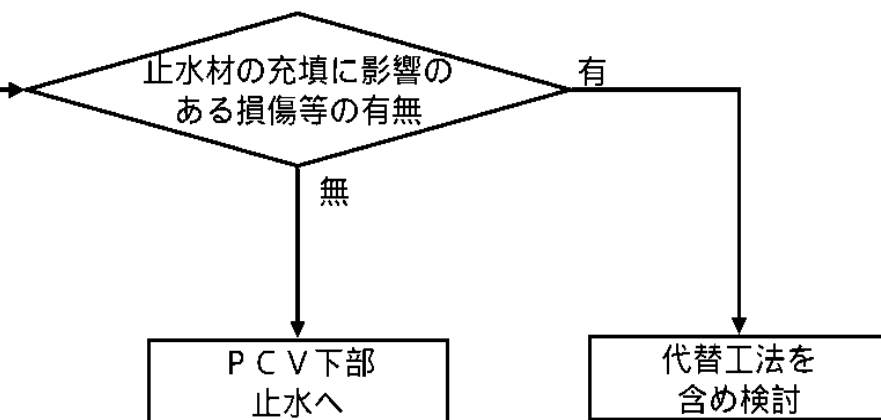 止水材の充填に影響の
ある損傷等の有無
有
無
ＰＣＶ下部
止水へ
代替工法を
含め検討